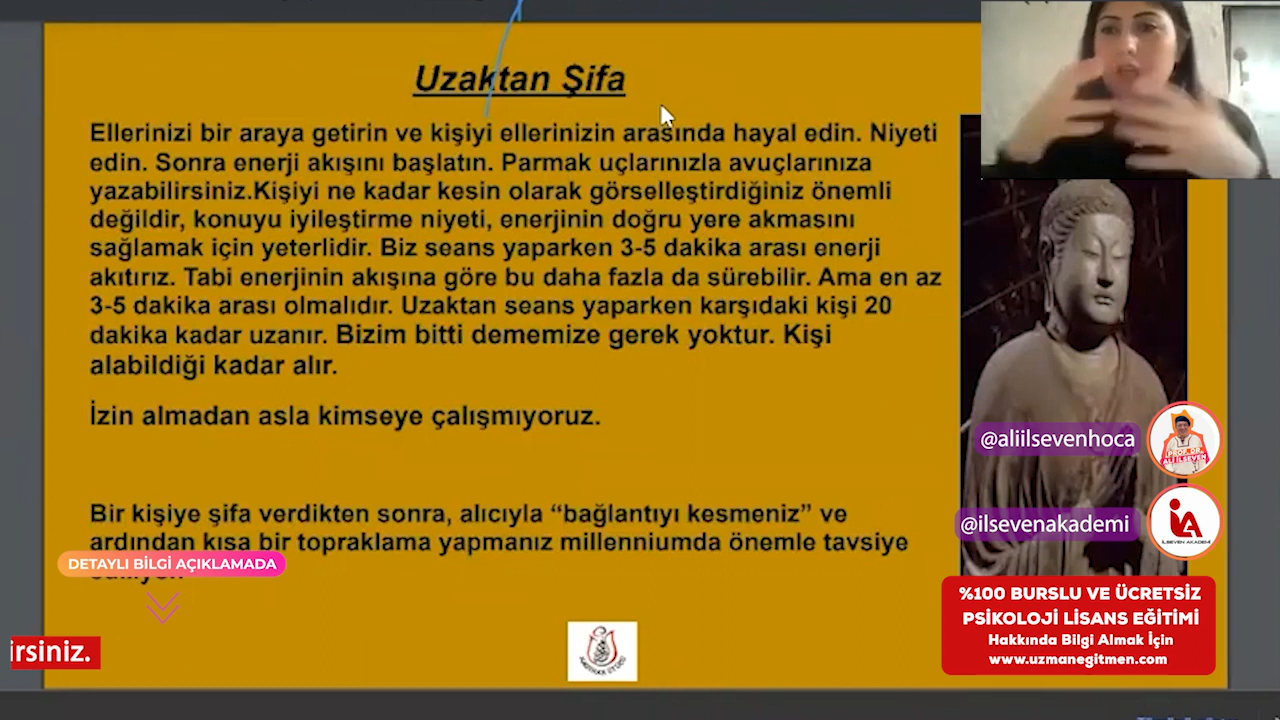 Uzaktan Şifa
Ellerinizi bir araya getirin ve kişiyi ellerinizin arasında hayal edin. Niyeti
edin. Sonra enerji akışını başlatın. Parmak uçlarınızla avuçlarınıza
yazabilirsiniz.Kişiyi ne kadar kesin olarak görselleştirdiğiniz önemli
değildir, konuyu iyileştirme niyeti, enerjinin doğru yere akmasını
sağlamak için yeterlidir. Biz seans yaparken 3-5 dakika arası enerji
akıtırız. Tabi enerjinin akışına göre bu daha fazla da sürebilir. Ama en az
3-5 dakika arası olmalıdır. Uzaktan seans yaparken karşıdaki kişi 20
dakika kadar uzanır. Bizim bitti dememize gerek yoktur. Kişi
alabildiği kadar alır.
İzin almadan asla kimseye çalışmıyoruz.
Bir kişiye şifa verdikten sonra, alıcıyla “bağlantıyı kesmeniz” ve
ardından kısa bir topraklama yapmanız millenniumda önemle tavsiye
DETAYLI BİLGİ AÇIKLAMADA
irsiniz.
@aliilsevenhoca
PROF. DR.
ALİ İLSEVEN
@ilsevenakademi
İLSEVEN AKADEMİ
%100 BURSLU VE ÜCRETSİZ
PSİKOLOJİ LİSANS EĞİTİMİ
Hakkında Bilgi Almak İçin
www.uzmanegitmen.com